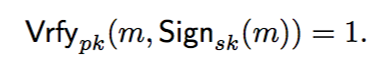 Vrfy_{pk}(m, Sign_{sk}(m)) = 1.